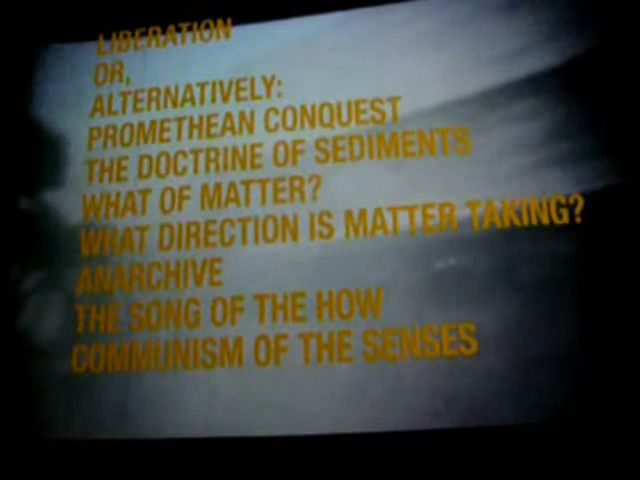 LIBERATION
OR,
ALTERNATIVELY:
PROMETHEAN CONQUEST
THE DOCTRINE OF SEDIMENTS
WHAT OF MATTER?
WHAT DIRECTION IS MATTER TAKING?
ANARCHIVE
THE SONG OF THE HOW
COMMUNISM OF THE SENSES